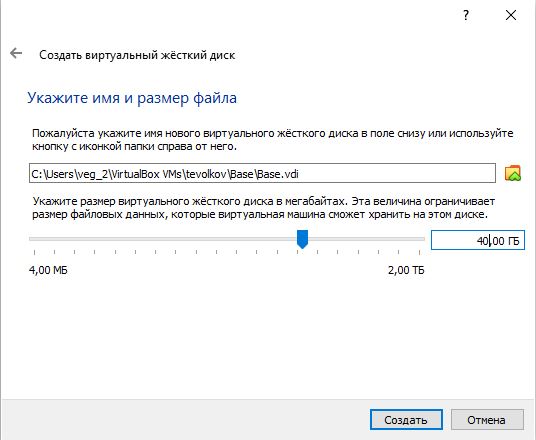 ?
Создать виртуальный жёсткий диск
Укажите имя и размер файла
Пожалуйста укажите имя нового виртуального жёсткого диска в поле снизу или используйте
кнопку с иконкой папки справа от него.
C:\Users\veg_2\VirtualBox VMs\tevolkov\Base\Base.vdi
Укажите размер виртуального жёсткого диска в мегабайтах. Эта величина ограничивает
размер файловых данных, которые виртуальная машина сможет хранить на этом диске.
40,00 ГБ
4,00 МБ 2,00 ТБ
Создать Отмена